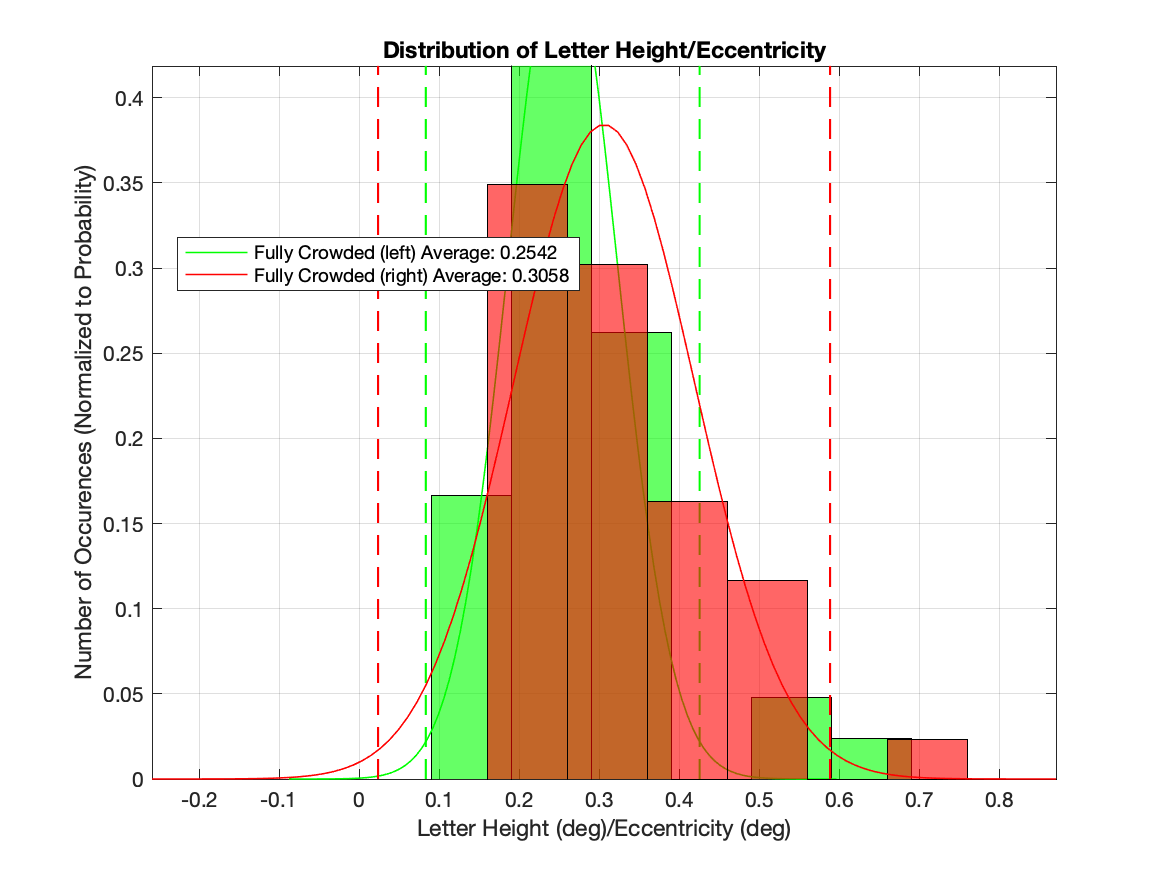 Distribution of Letter Height/Eccentricity
Number of Occurences (Normalized to Probability)
0.4
0.35
0.3
0.25
0.2
0.15
0.1
0.05
0
Fully Crowded (left) Average: 0.2542
Fully Crowded (right) Average: 0.3058
-0.2 -0.1 0 0.1 0.2 0.3 0.4 0.5 0.6 0.7 0.8
Letter Height (deg)/Eccentricity (deg)